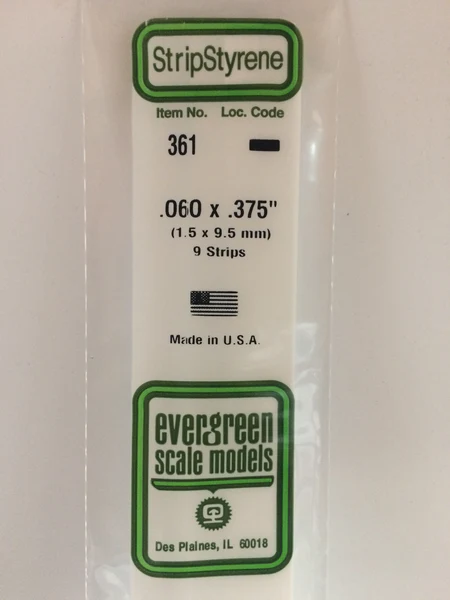 StripStyrene
Item No. Loc. Code
361
.060 x .375"
(1.5 x 9.5 mm)
9 Strips
Made in U.S.A.
evergreen
scale models
Des Plaines, IL 60018